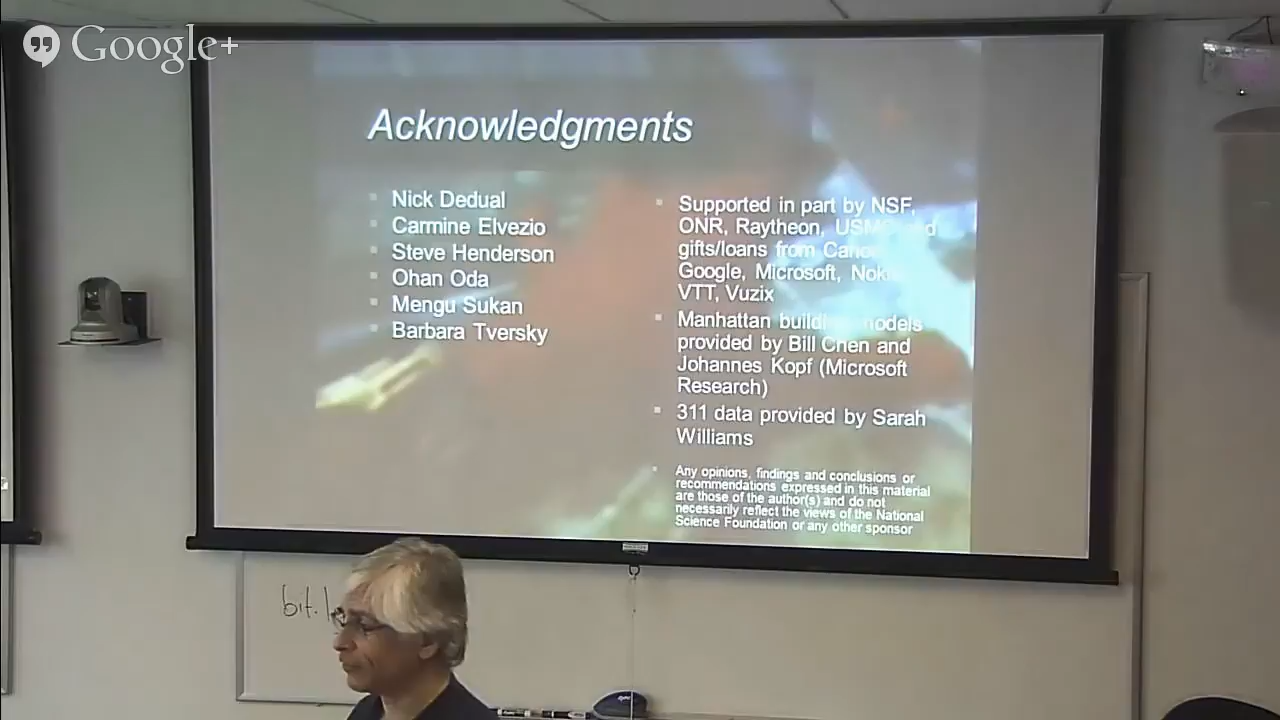 Google+
Acknowledgments
Nick Dedual
Carmine Elvezio
Steve Henderson
Ohan Oda
Mengu Sukan
Barbara Tversky
Supported in part by NSF,
ONR, Raytheon,
gifts/loans from
Google, Microsoft,
VTT, Vuzix
Manhattan models
provided by Bill Chen and
Johannes Kopf (Microsoft
Research)
311 data provided by Sarah
Williams
Any opinions, findings and conclusions or
recommendations expressed in this material
are those of the author(s) and do not
necessarily reflect the views of the National
Science Foundation or any other sponsor